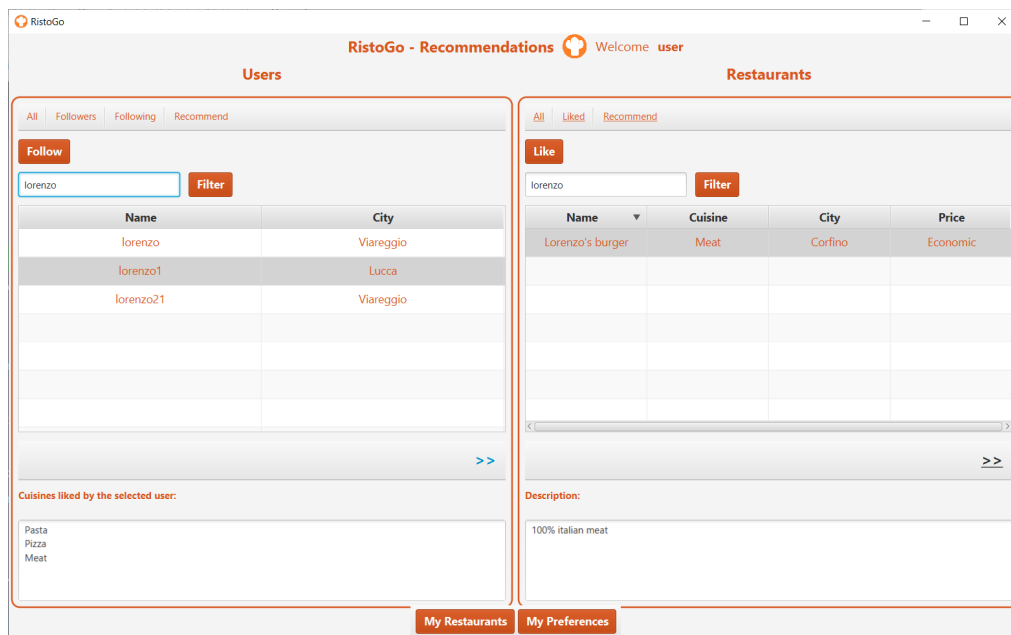 RistoGo
RistoGo - Recommendations Welcome user
Users
All Followers Following Recommend
Follow
lorenzo Filter
Name City
lorenzo Viareggio
lorenzo1 Lucca
lorenzo21 Viareggio
>>
Cuisines liked by the selected user:
Pasta
Pizza
Meat
Restaurants
All Liked Recommend
Like
lorenzo Filter
Name Cuisine City Price
Lorenzo's burger Meat Corfino Economic
>>
Description:
100% italian meat
My Restaurants My Preferences